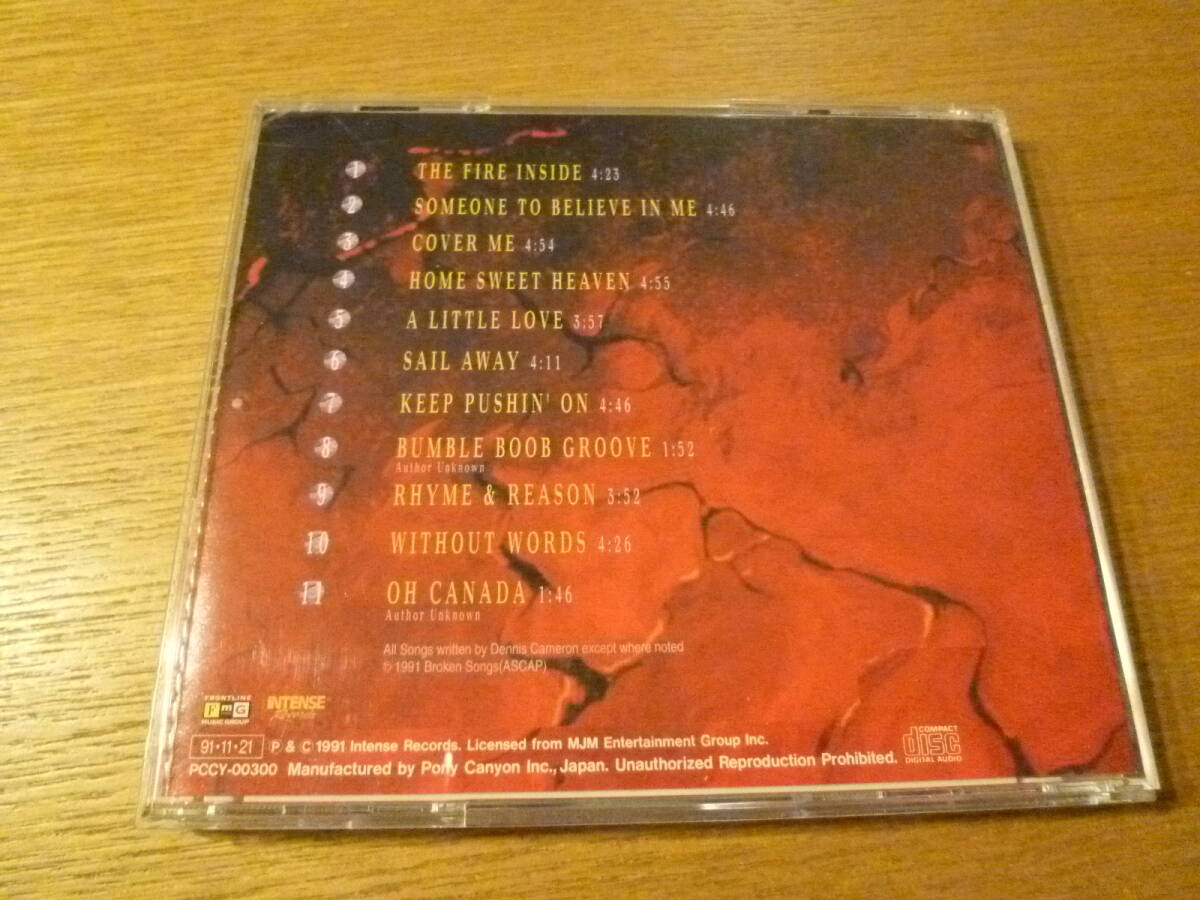 1 THE FIRE INSIDE 4:23
2 SOMEONE TO BELIEVE IN ME 4:46
3 COVER ME 4:54
4 HOME SWEET HEAVEN 4:55
5 A LITTLE LOVE 3:57
6 SAIL AWAY 4:11
7 KEEP PUSHIN' ON 4:46
8 BUMBLE BOOB GROOVE 1:52
Author Unknown
9 RHYME & REASON 3:52
10 WITHOUT WORDS 4:26
11 OH CANADA 1:46
Author Unknown
All Songs written by Dennis Cameron except where noted
© 1991 Broken Songs(ASCAP)
FRONTLINE
FMG
MUSIC GROUP
INTENSE
Records
91・11・21 P & C 1991 Intense Records. Licensed from MJM Entertainment Group Inc.
PCCY-00300 Manufactured by Pony Canyon Inc., Japan. Unauthorized Reproduction Prohibited.
COMPACT
disc
DIGITAL AUDIO